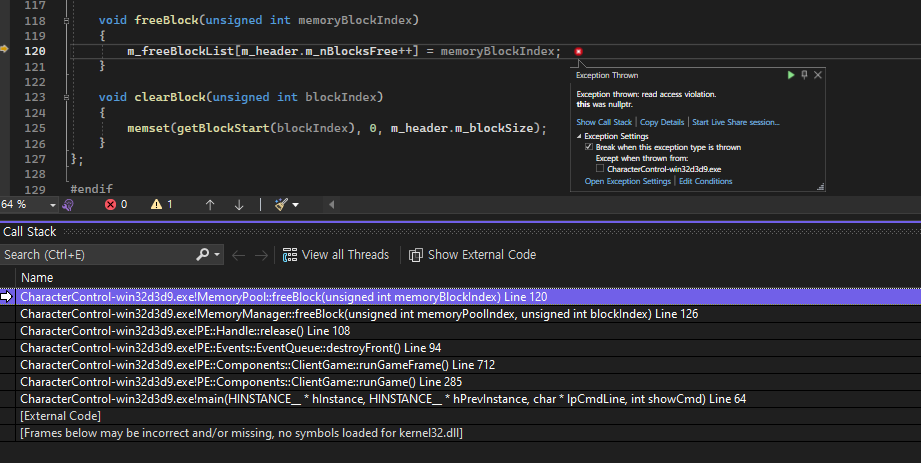 117
118 void freeBlock(unsigned int memoryBlockIndex)
119 {
120 m_freeBlockList[m_header.m_nBlocksFree++] = memoryBlockIndex;
121 }
122
123 void clearBlock(unsigned int blockIndex)
124 {
125 memset(getBlockStart(blockIndex), 0, m_header.m_blockSize);
126 }
127 };
128
129 #endif
Exception Thrown
Exception thrown: read access violation.
this was nullptr.
Show Call Stack | Copy Details | Start Live Share session...
Exception Settings
Break when this exception type is thrown
Except when thrown from:
CharacterControl-win32d3d9.exe
Open Exception Settings | Edit Conditions
64 % 0 1
Call Stack
Search (Ctrl+E) View all Threads Show External Code
Name
CharacterControl-win32d3d9.exe!MemoryPool::freeBlock(unsigned int memoryBlockIndex) Line 120
CharacterControl-win32d3d9.exe!MemoryManager::freeBlock(unsigned int memoryPoolIndex, unsigned int blockIndex) Line 126
CharacterControl-win32d3d9.exe!PE::Handle::release() Line 108
CharacterControl-win32d3d9.exe!PE::Events::EventQueue::destroyFront() Line 94
CharacterControl-win32d3d9.exe!PE::Components::ClientGame::runGameFrame() Line 712
CharacterControl-win32d3d9.exe!PE::Components::ClientGame::runGame() Line 285
CharacterControl-win32d3d9.exe!main(HINSTANCE__ * hInstance, HINSTANCE__ * hPrevInstance, char * lpCmdLine, int showCmd) Line 64
[External Code]
[Frames below may be incorrect and/or missing, no symbols loaded for kernel32.dll]